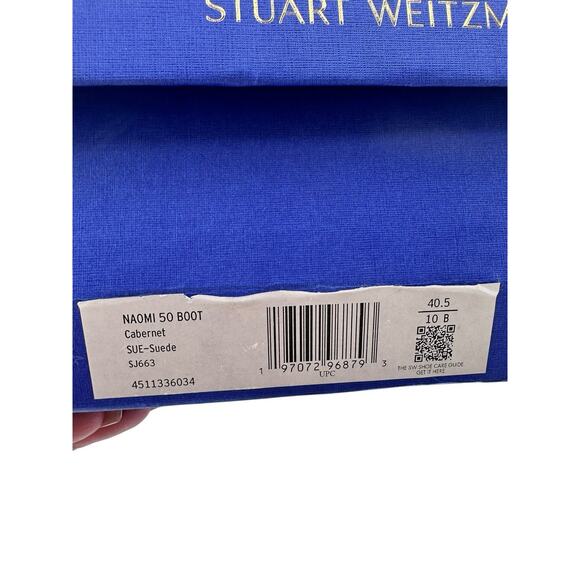 STUART WEITZM
NAOMI 50 BOOT
Cabernet
SUE-Suede
SJ663
4511336034
1 97072 96879 3
UPC
40.5
10 B
THE SW SHOE CARE GUIDE
GET IT HERE